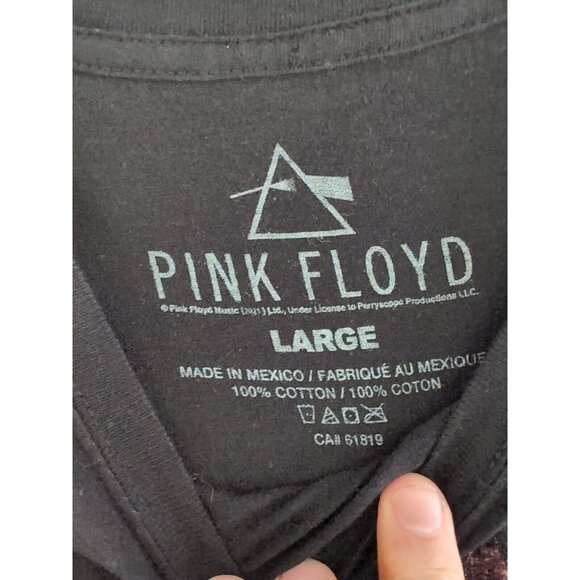 PINK FLOYD
© Pink Floyd Music [2021] Ltd., Under License to Perryscope Productions LLC.
LARGE
MADE IN MEXICO / FABRIQUÉ AU MEXIQUE
100% COTTON / 100% COTON
CA# 61819